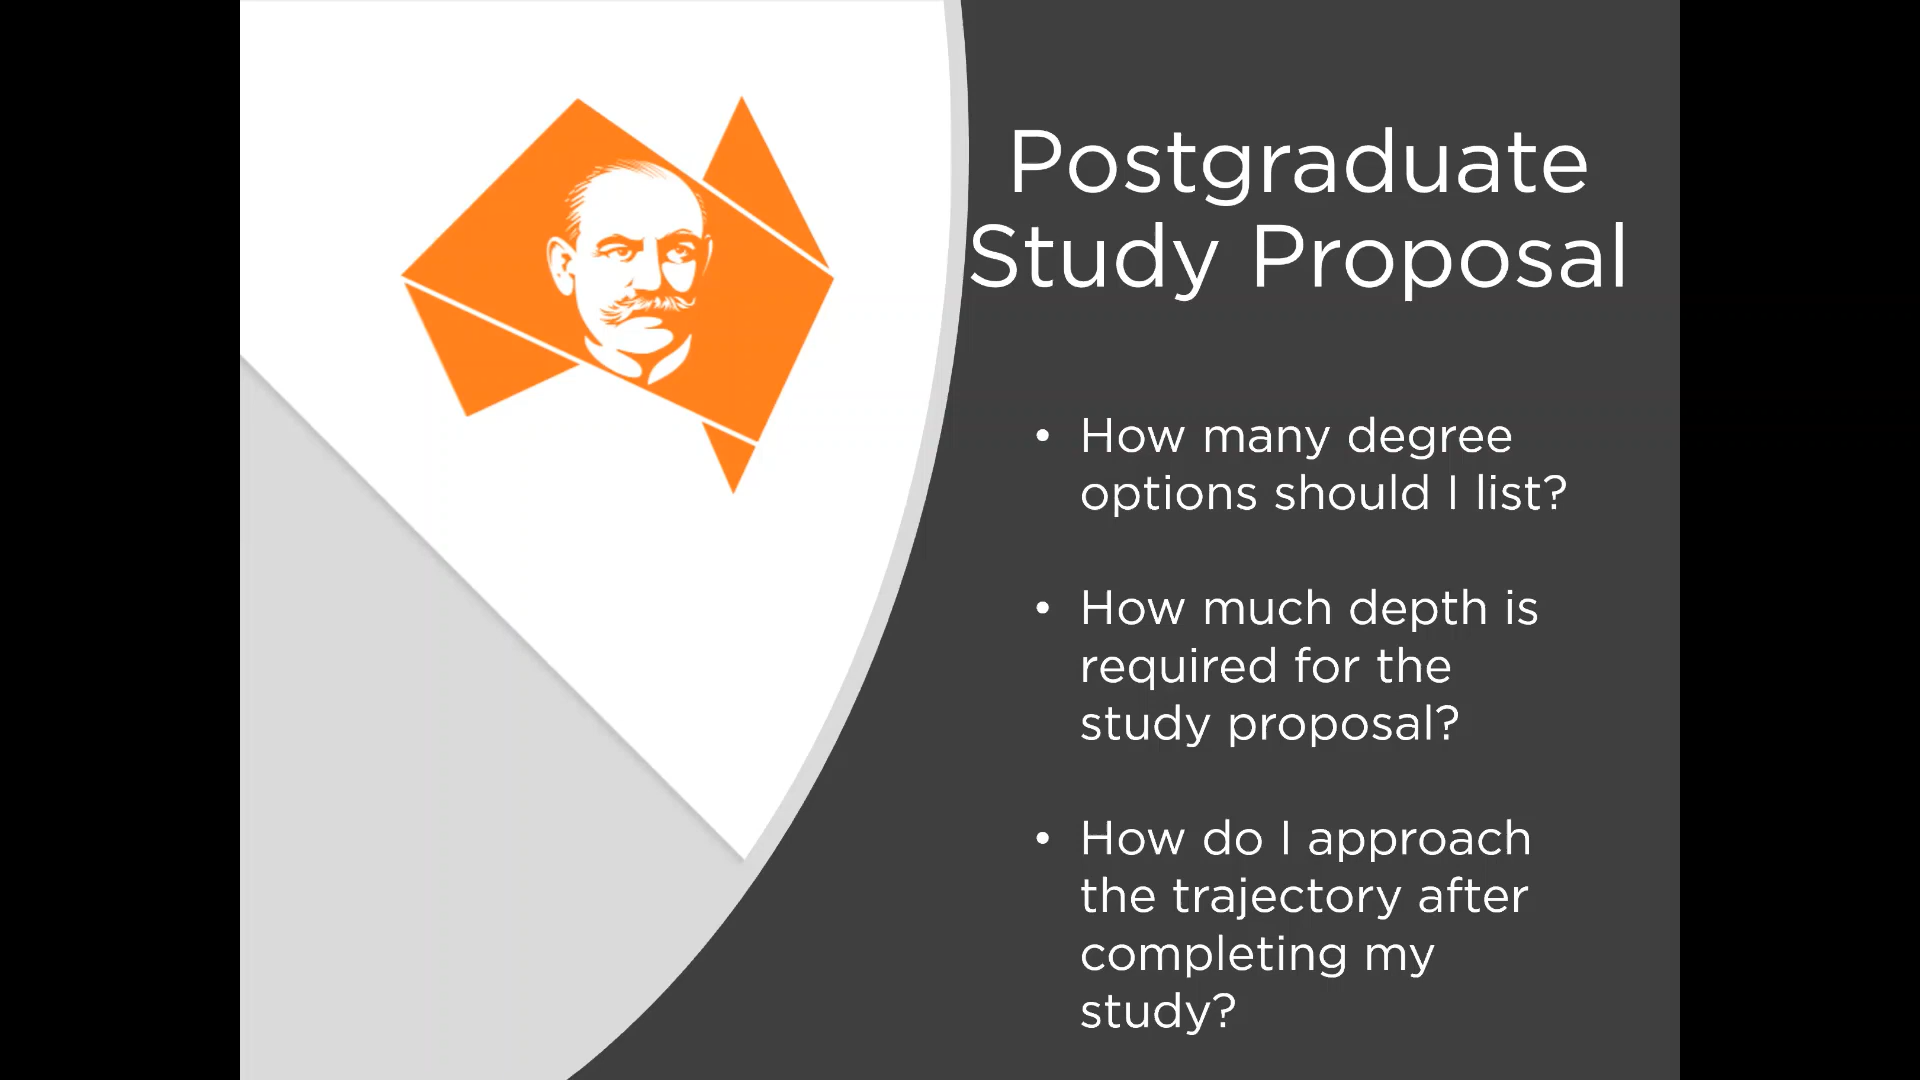 Postgraduate
Study Proposal
• How many degree
options should I list?
• How much depth is
required for the
study proposal?
• How do I approach
the trajectory after
completing my
study?